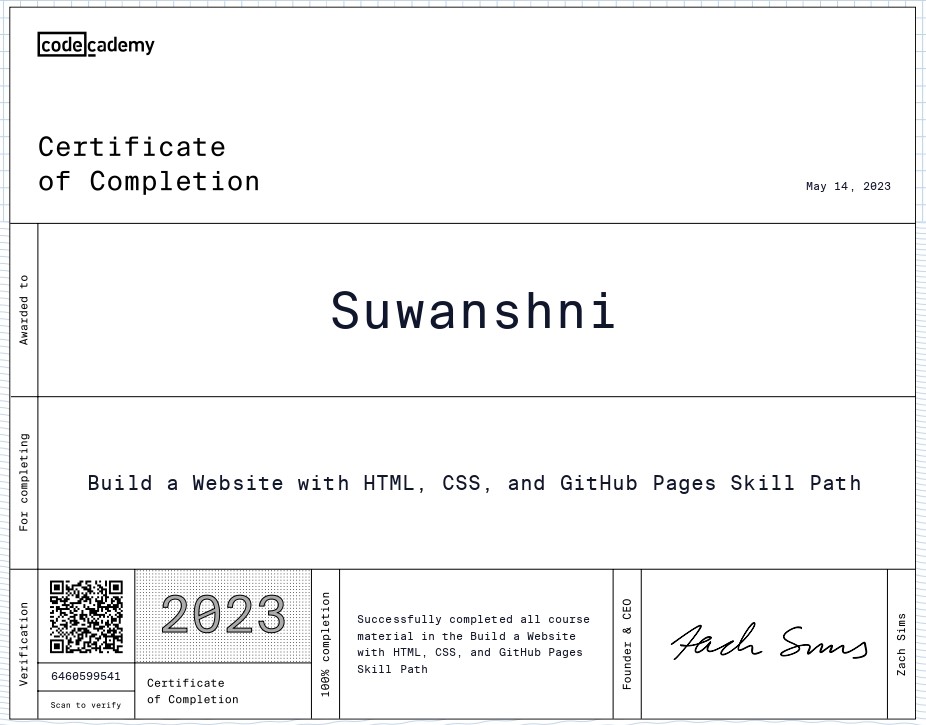 codecademy
Certificate
of Completion
May 14, 2023
Awarded to
Suwanshni
For completing
Build a Website with HTML, CSS, and GitHub Pages Skill Path
Verification
6460599541
Scan to verify
2023
Certificate
of Completion
100% completion
Successfully completed all course
material in the Build a Website
with HTML, CSS, and GitHub Pages
Skill Path
Founder & CEO
Zach Sims
Zach Sims